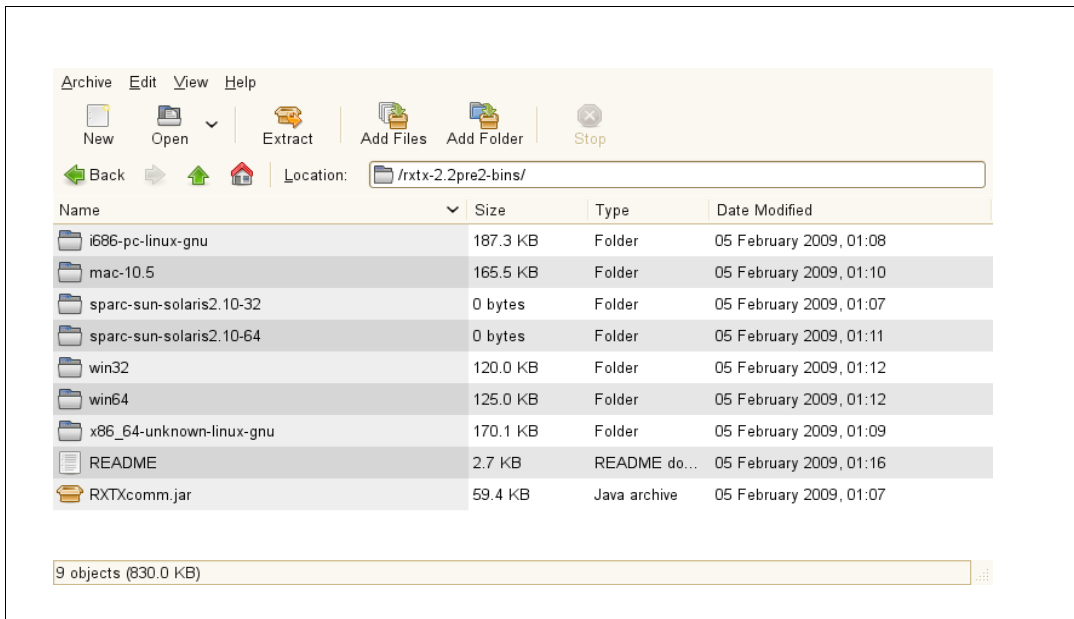 Archive Edit View Help
New Open Extract Add Files Add Folder Stop
Back Location: /rxtx-2.2pre2-bins/
Name Size Type Date Modified
i686-pc-linux-gnu 187.3 KB Folder 05 February 2009, 01:08
mac-10.5 165.5 KB Folder 05 February 2009, 01:10
sparc-sun-solaris2.10-32 0 bytes Folder 05 February 2009, 01:07
sparc-sun-solaris2.10-64 0 bytes Folder 05 February 2009, 01:11
win32 120.0 KB Folder 05 February 2009, 01:12
win64 125.0 KB Folder 05 February 2009, 01:12
x86_64-unknown-linux-gnu 170.1 KB Folder 05 February 2009, 01:09
README 2.7 KB README do... 05 February 2009, 01:16
RXTXcomm.jar 59.4 KB Java archive 05 February 2009, 01:07
9 objects (830.0 KB)